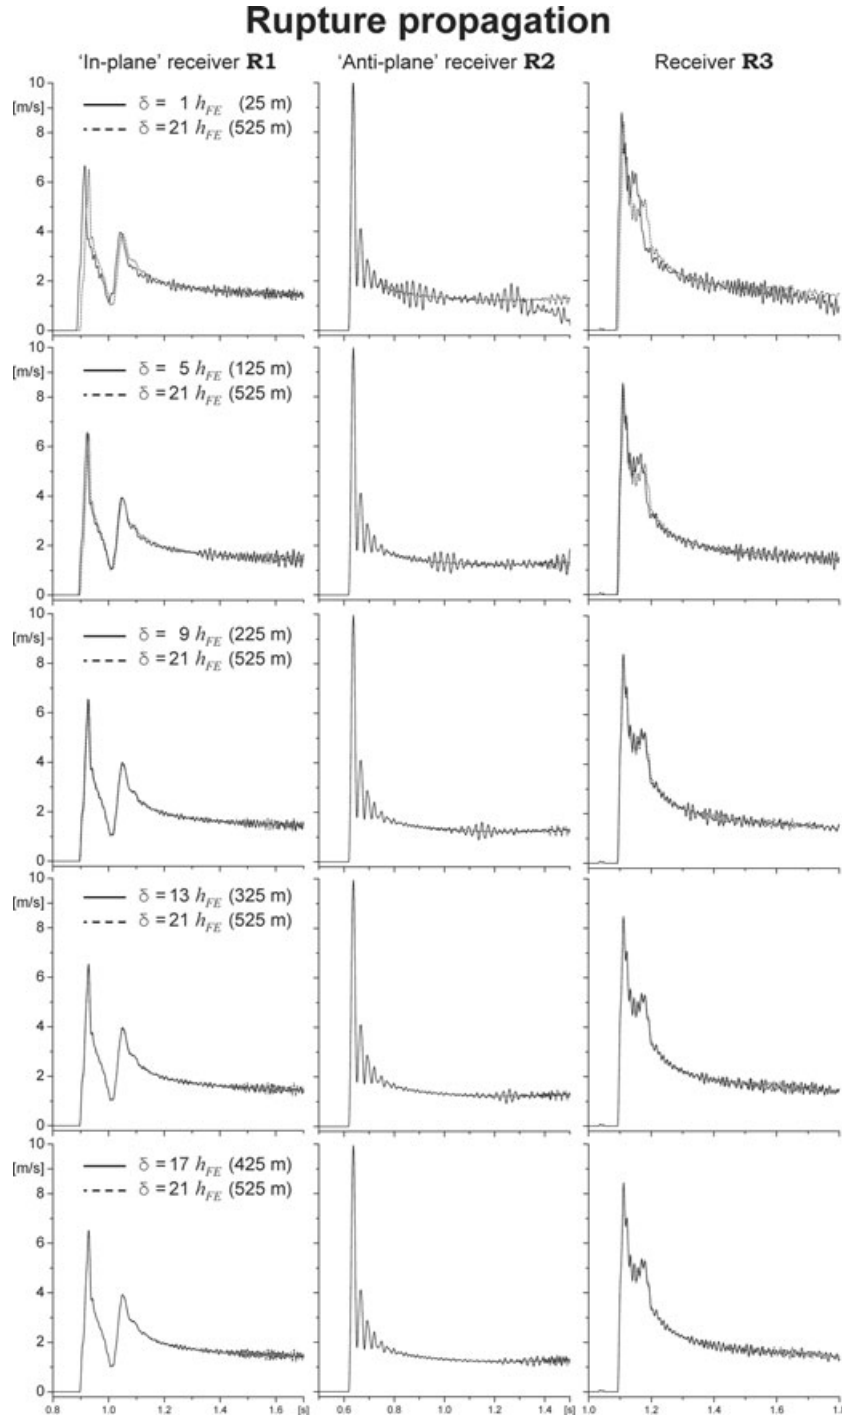 Rupture propagation
'In-plane' receiver R1 'Anti-plane' receiver R2 Receiver R3
10
[m/s]
8
6
4
2
0
δ = 1 hFE (25 m)
δ = 21 hFE (525 m)
10
[m/s]
8
6
4
2
0
δ = 5 hFE (125 m)
δ = 21 hFE (525 m)
10
[m/s]
8
6
4
2
0
δ = 9 hFE (225 m)
δ = 21 hFE (525 m)
10
[m/s]
8
6
4
2
0
δ = 13 hFE (325 m)
δ = 21 hFE (525 m)
10
[m/s]
8
6
4
2
0
δ = 17 hFE (425 m)
δ = 21 hFE (525 m)
0.8 1.0 1.2 1.4 [s] 0.6 0.8 1.0 1.2 1.4 [s] 1.0 1.2 1.4 1.6 [s] 1.8